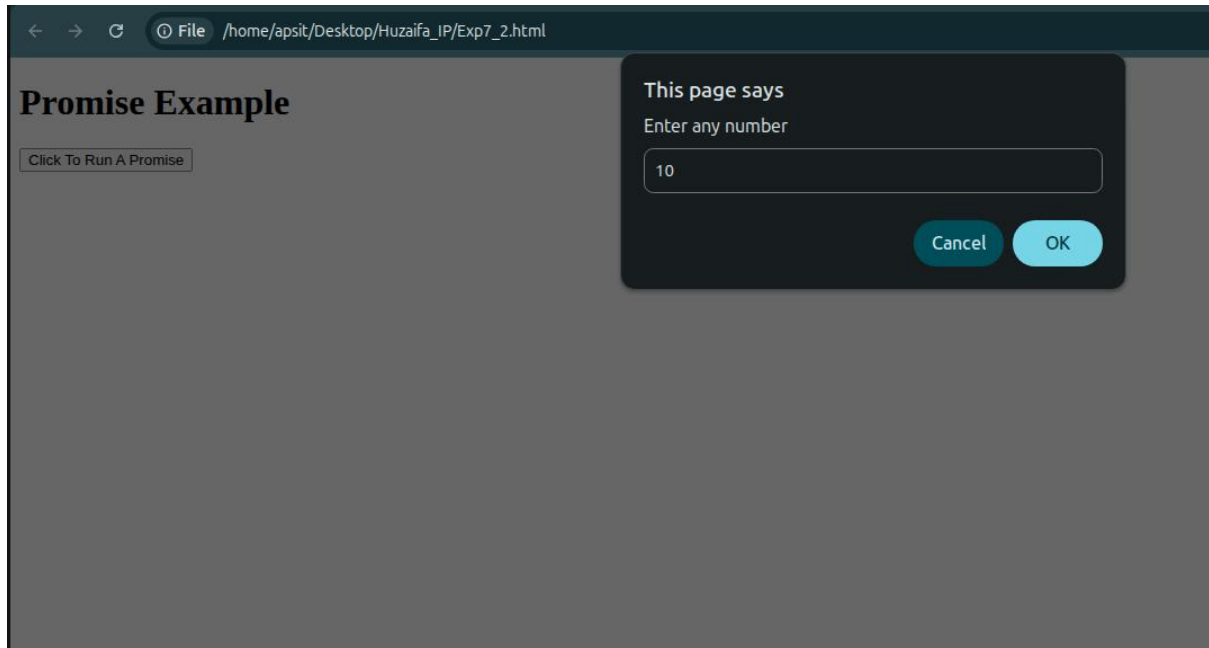 File /home/apsit/Desktop/Huzaifa_IP/Exp7_2.html
Promise Example
Click To Run A Promise
This page says
Enter any number
10
Cancel OK